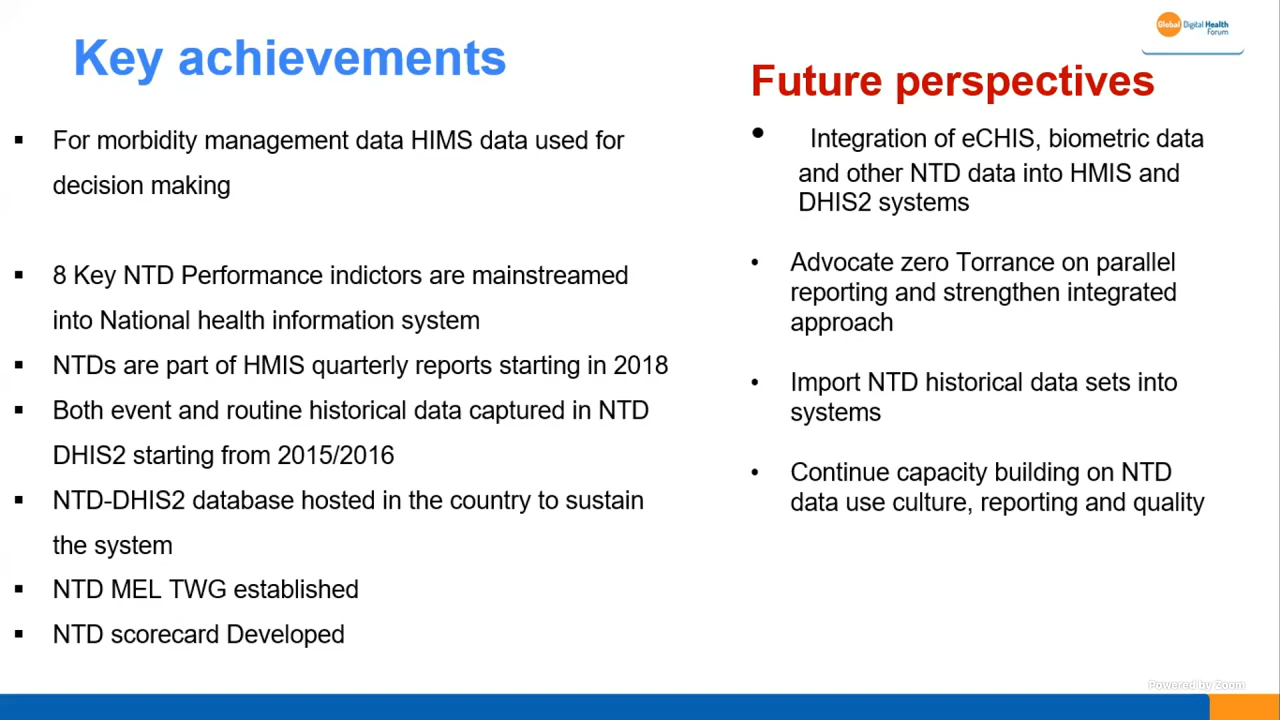 Global Digital Health
Forum
Key achievements
▪ For morbidity management data HIMS data used for
decision making
▪ 8 Key NTD Performance indictors are mainstreamed
into National health information system
▪ NTDs are part of HMIS quarterly reports starting in 2018
▪ Both event and routine historical data captured in NTD
DHIS2 starting from 2015/2016
▪ NTD-DHIS2 database hosted in the country to sustain
the system
▪ NTD MEL TWG established
▪ NTD scorecard Developed
Future perspectives
• Integration of eCHIS, biometric data
and other NTD data into HMIS and
DHIS2 systems
• Advocate zero Torrance on parallel
reporting and strengthen integrated
approach
• Import NTD historical data sets into
systems
• Continue capacity building on NTD
data use culture, reporting and quality
Powered by Zoom